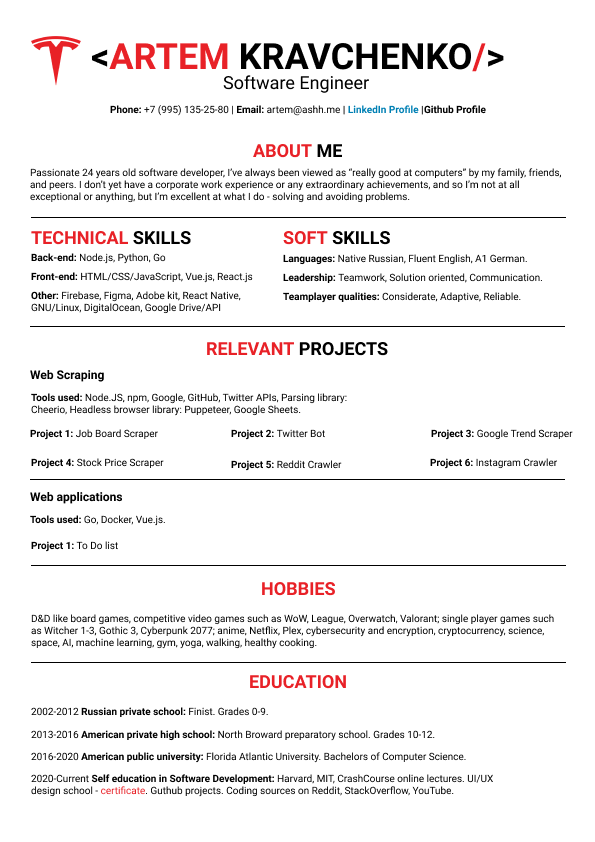 <ARTEM KRAVCHENKO/>
Software Engineer
Phone: +7 (995) 135-25-80 | Email: artem@ashh.me | LinkedIn Profile |Github Profile
ABOUT ME
Passionate 24 years old software developer, I've always been viewed as "really good at computers" by my family, friends,
and peers. I don't yet have a corporate work experience or any extraordinary achievements, and so I'm not at all
exceptional or anything, but I'm excellent at what I do - solving and avoiding problems.
TECHNICAL SKILLS
Back-end: Node.js, Python, Go
Front-end: HTML/CSS/JavaScript, Vue.js, React.js
Other: Firebase, Figma, Adobe kit, React Native,
GNU/Linux, DigitalOcean, Google Drive/API
SOFT SKILLS
Languages: Native Russian, Fluent English, A1 German.
Leadership: Teamwork, Solution oriented, Communication.
Teamplayer qualities: Considerate, Adaptive, Reliable.
RELEVANT PROJECTS
Web Scraping
Tools used: Node.JS, npm, Google, GitHub, Twitter APIs, Parsing library:
Cheerio, Headless browser library: Puppeteer, Google Sheets.
Project 1: Job Board Scraper
Project 2: Twitter Bot
Project 3: Google Trend Scraper
Project 4: Stock Price Scraper
Project 5: Reddit Crawler
Project 6: Instagram Crawler
Web applications
Tools used: Go, Docker, Vue.js.
Project 1: To Do list
HOBBIES
D&D like board games, competitive video games such as WoW, League, Overwatch, Valorant; single player games such
as Witcher 1-3, Gothic 3, Cyberpunk 2077; anime, Netflix, Plex, cybersecurity and encryption, cryptocurrency, science,
space, AI, machine learning, gym, yoga, walking, healthy cooking.
EDUCATION
2002-2012 Russian private school: Finist. Grades 0-9.
2013-2016 American private high school: North Broward preparatory school. Grades 10-12.
2016-2020 American public university: Florida Atlantic University. Bachelors of Computer Science.
2020-Current Self education in Software Development: Harvard, MIT, CrashCourse online lectures. UI/UX
design school - certificate. Guthub projects. Coding sources on Reddit, StackOverflow, YouTube.